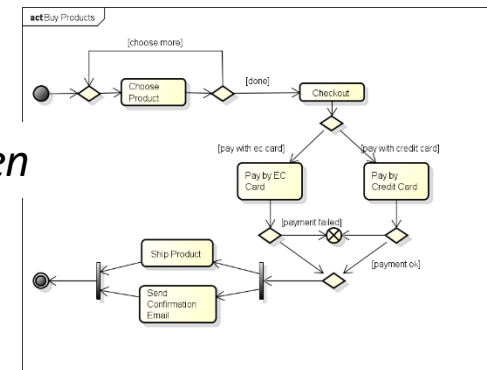 act Buy Products
[choose more]
Choose
Product
[done]
Checkout
en
[pay with ec card]
[pay with credit card]
Pay by EC
Card
Pay by
Credit Card
[payment failed]
Ship Product
[payment ok]
Send
Confirmation
Email